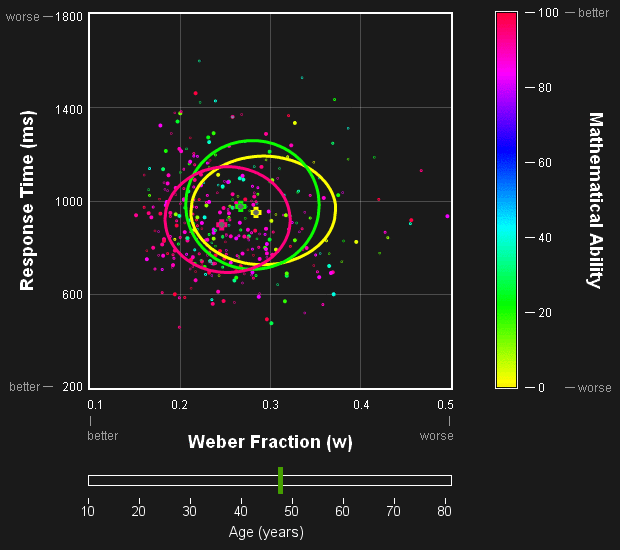 worse
1800
1400
1000
600
better
200
Response Time (ms)
0.1
0.2
0.3
0.4
0.5
better
worse
Weber Fraction (w)
10
20
30
40
50
60
70
80
Age (years)
100
better
80
60
40
20
0
worse
Mathematical Ability